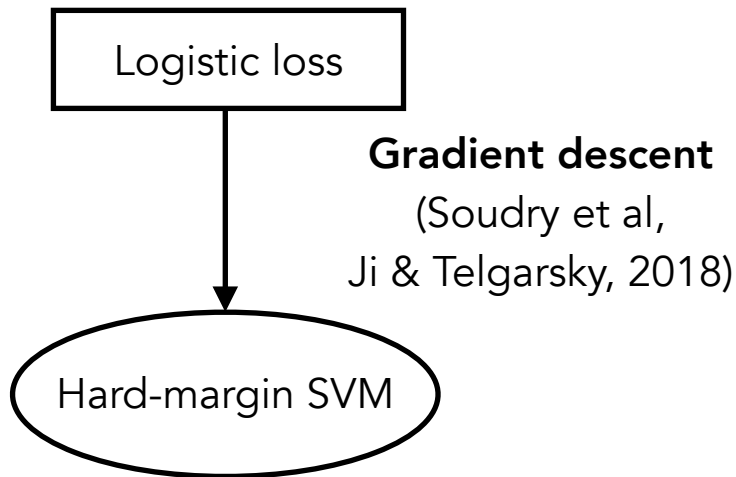 Logistic loss
Gradient descent
(Soudry et al,
Ji & Telgarsky, 2018)
Hard-margin SVM